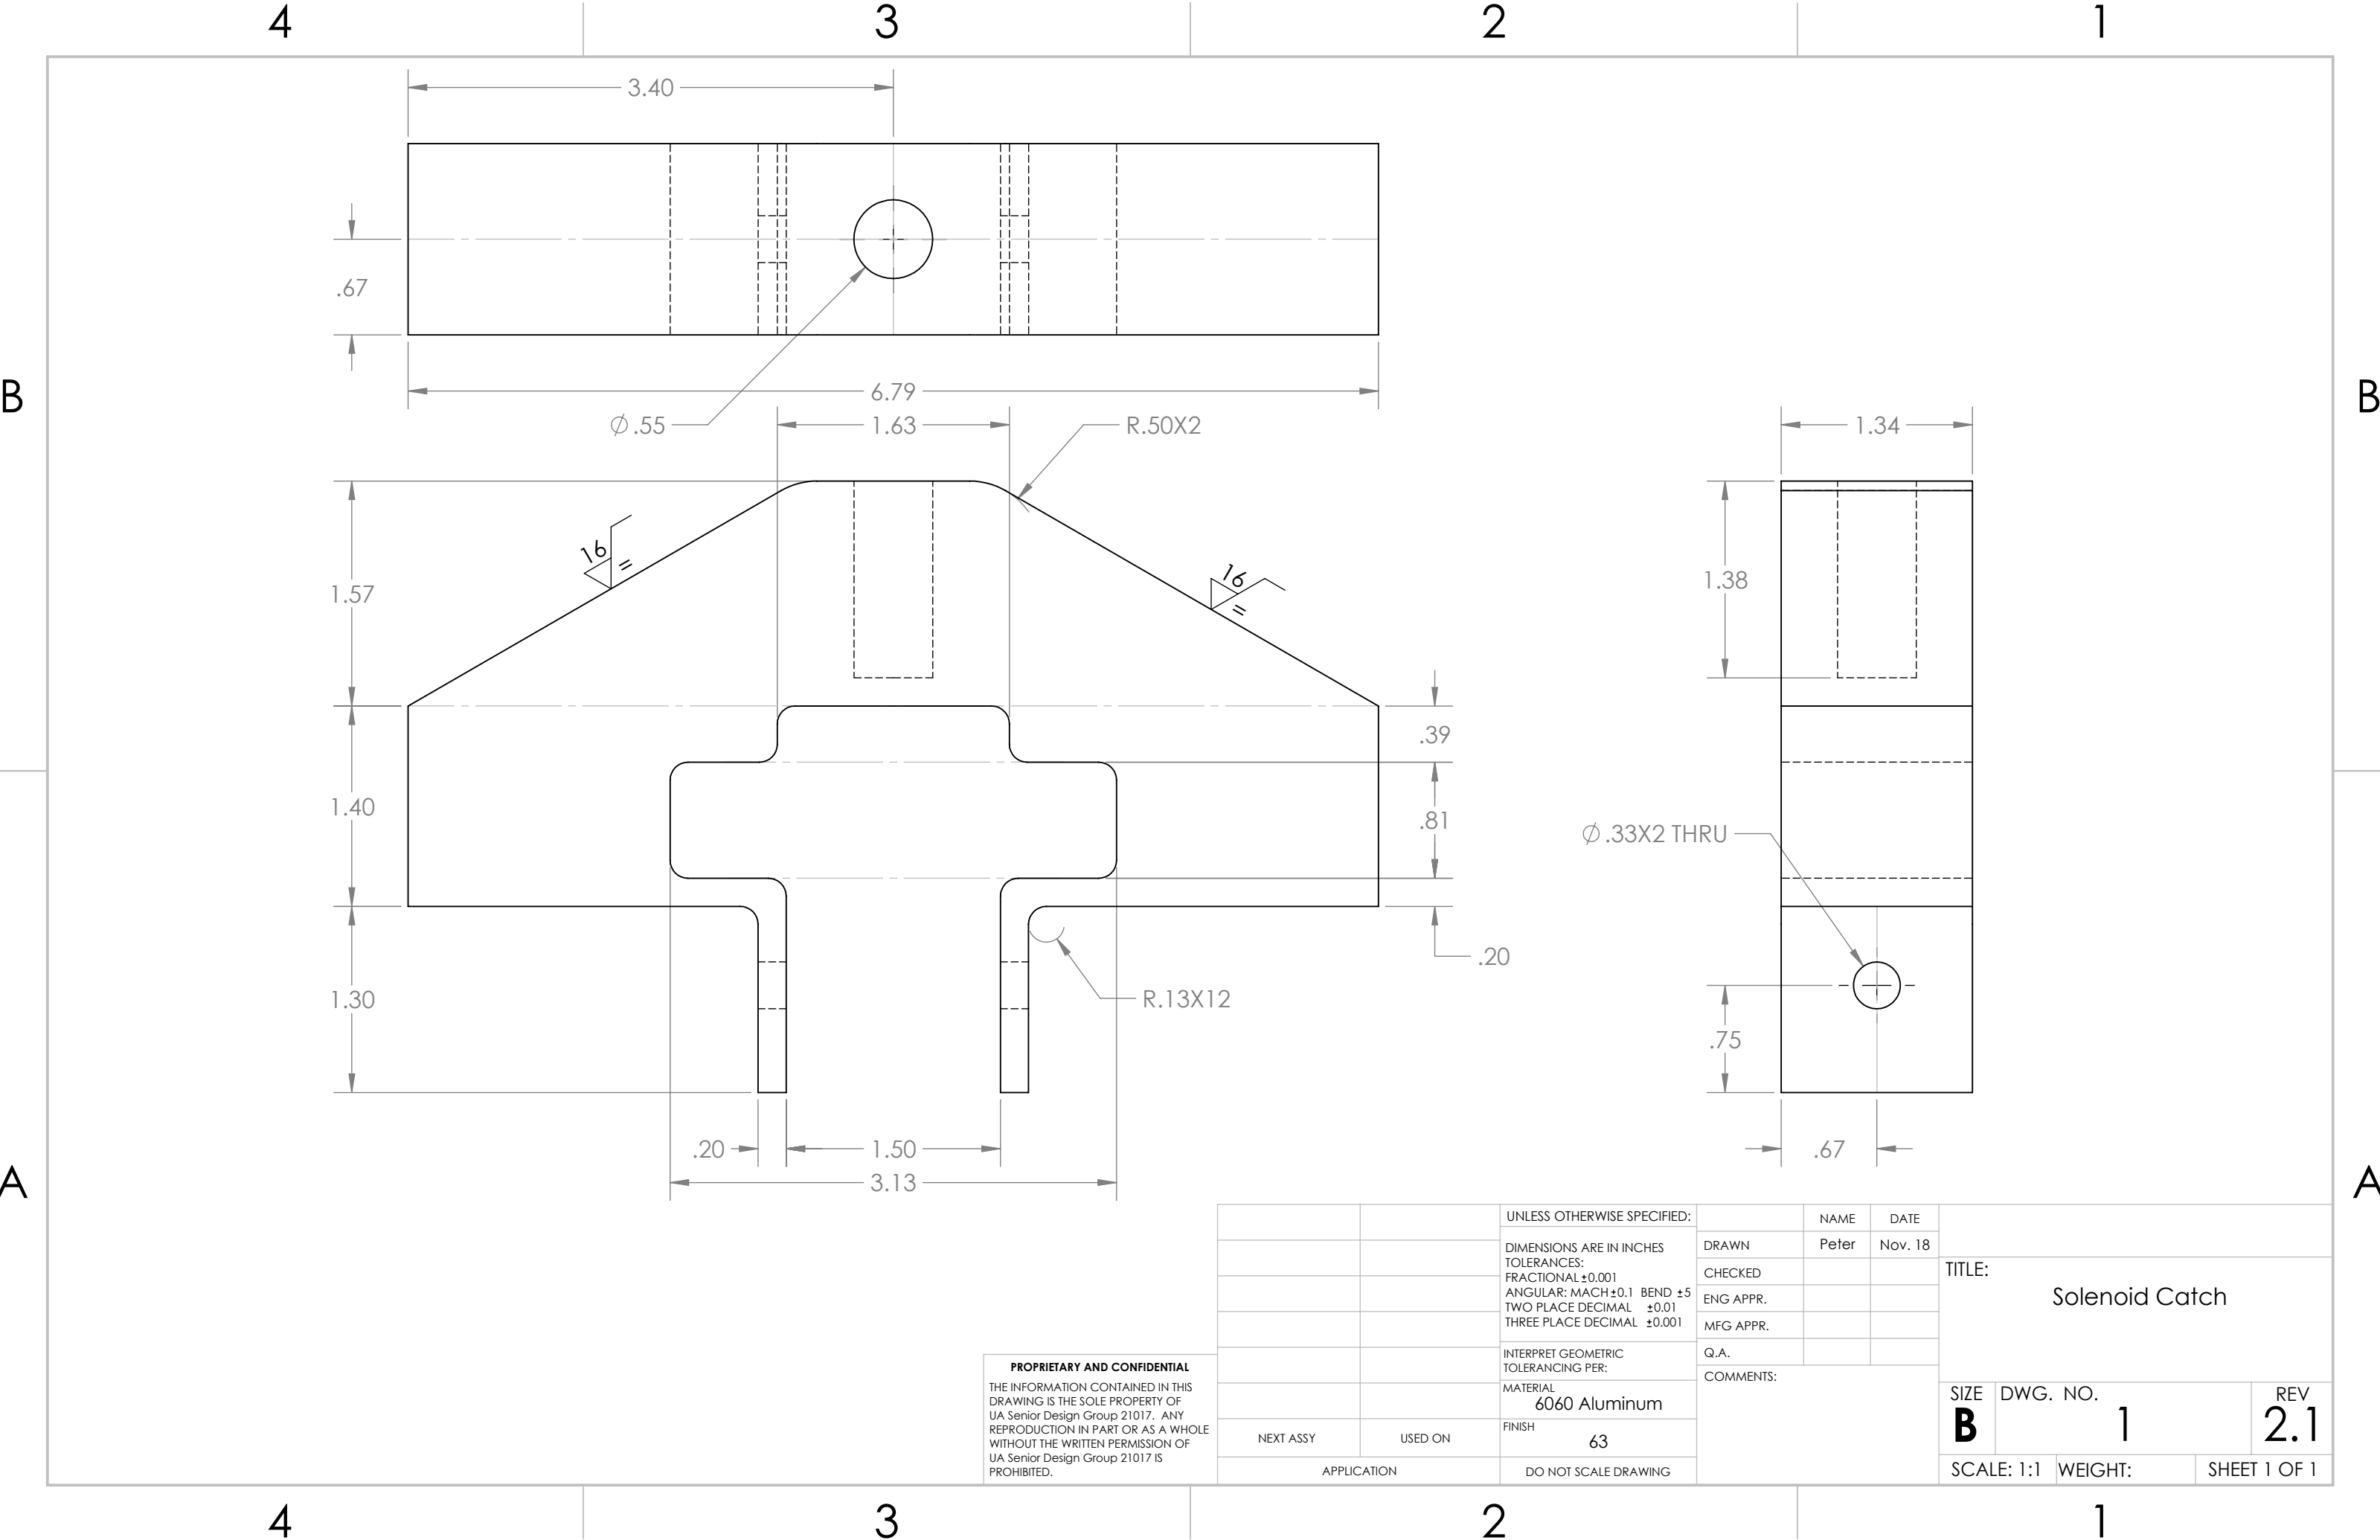 4 3 2 1
3.40
.67
B B
6.79
Ø.55 1.63 R.50X2 1.34
16
=
16
=
1.57 1.38
.39
1.40 .81
Ø.33X2 THRU
.20
1.30 R.13X12
.75
.20 1.50 .67
3.13
A A
PROPRIETARY AND CONFIDENTIAL
THE INFORMATION CONTAINED IN THIS
DRAWING IS THE SOLE PROPERTY OF
UA Senior Design Group 21017. ANY
REPRODUCTION IN PART OR AS A WHOLE
WITHOUT THE WRITTEN PERMISSION OF
UA Senior Design Group 21017 IS
PROHIBITED.
NEXT ASSY USED ON
APPLICATION
UNLESS OTHERWISE SPECIFIED:
DIMENSIONS ARE IN INCHES
TOLERANCES:
FRACTIONAL ±0.001
ANGULAR: MACH ±0.1 BEND ±5
TWO PLACE DECIMAL ±0.01
THREE PLACE DECIMAL ±0.001
INTERPRET GEOMETRIC
TOLERANCING PER:
MATERIAL
6060 Aluminum
FINISH
63
DO NOT SCALE DRAWING
NAME DATE
DRAWN Peter Nov. 18
CHECKED
ENG APPR.
MFG APPR.
Q.A.
COMMENTS:
TITLE:
Solenoid Catch
SIZE DWG. NO. REV
B 1 2.1
SCALE: 1:1 WEIGHT: SHEET 1 OF 1
4 3 2 1